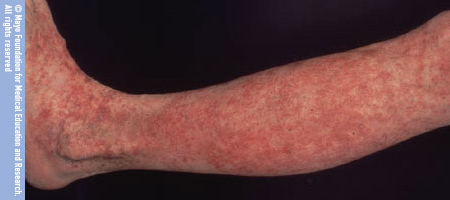 © Mayo Foundation for Medical Education and Research.
All rights reserved